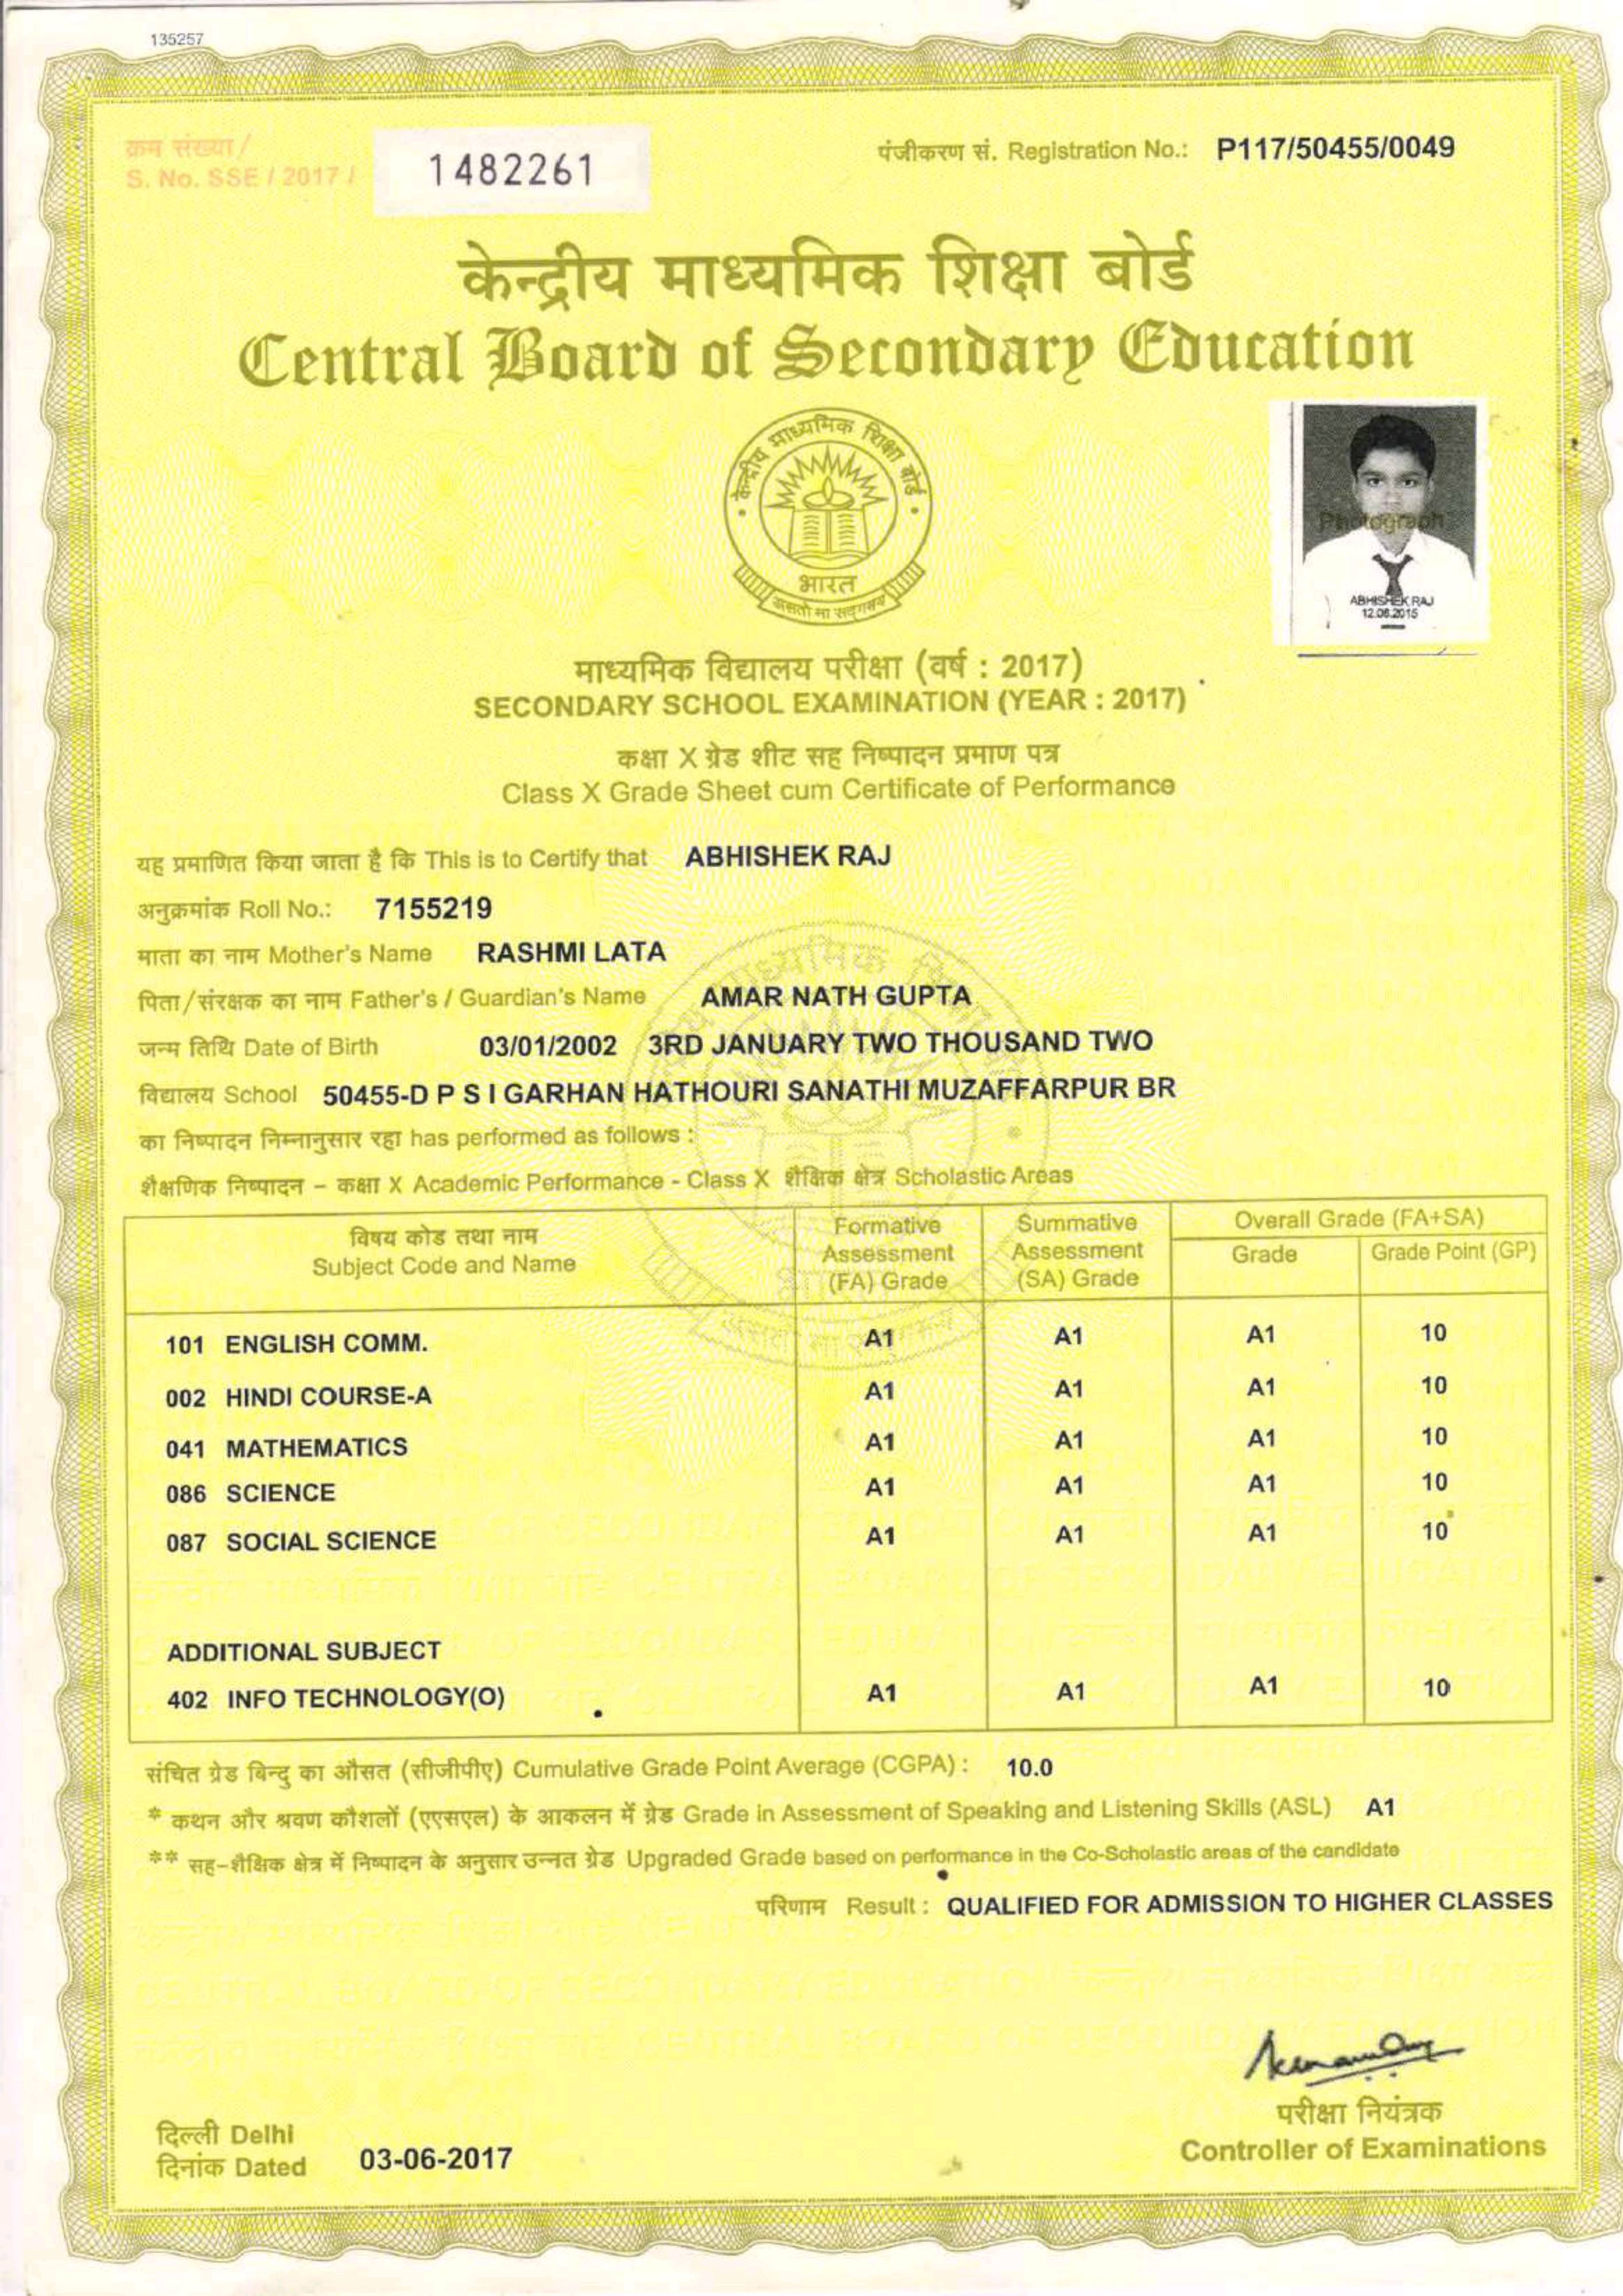 135257
क्रम संख्या /
S. No. SSE / 2017 /
1482261
पंजीकरण सं. Registration No.: P117/50455/0049
केन्द्रीय माध्यमिक शिक्षा बोर्ड
Central Board of Secondary Education
केन्द्रीय माध्यमिक शिक्षा बोर्ड
भारत
असतो मा सद्गमय
Photograph
ABHISHEK RAJ
12.06.2015
माध्यमिक विद्यालय परीक्षा (वर्ष : 2017)
SECONDARY SCHOOL EXAMINATION (YEAR : 2017)
कक्षा X ग्रेड शीट सह निष्पादन प्रमाण पत्र
Class X Grade Sheet cum Certificate of Performance
यह प्रमाणित किया जाता है कि This is to Certify that ABHISHEK RAJ
अनुक्रमांक Roll No.: 7155219
माता का नाम Mother's Name RASHMI LATA
पिता/संरक्षक का नाम Father's / Guardian's Name AMAR NATH GUPTA
जन्म तिथि Date of Birth 03/01/2002 3RD JANUARY TWO THOUSAND TWO
विद्यालय School 50455-D P S I GARHAN HATHOURI SANATHI MUZAFFARPUR BR
का निष्पादन निम्नानुसार रहा has performed as follows :
शैक्षणिक निष्पादन – कक्षा X Academic Performance - Class X शैक्षिक क्षेत्र Scholastic Areas
विषय कोड तथा नाम
Subject Code and Name
Formative
Assessment
(FA) Grade
Summative
Assessment
(SA) Grade
Overall Grade (FA+SA)
Grade
Grade Point (GP)
101 ENGLISH COMM. A1 A1 A1 10
002 HINDI COURSE-A A1 A1 A1 10
041 MATHEMATICS A1 A1 A1 10
086 SCIENCE A1 A1 A1 10
087 SOCIAL SCIENCE A1 A1 A1 10
ADDITIONAL SUBJECT
402 INFO TECHNOLOGY(O) A1 A1 A1 10
संचित ग्रेड बिन्दु का औसत (सीजीपीए) Cumulative Grade Point Average (CGPA) : 10.0
* कथन और श्रवण कौशलों (एएसएल) के आकलन में ग्रेड Grade in Assessment of Speaking and Listening Skills (ASL) A1
** सह-शैक्षिक क्षेत्र में निष्पादन के अनुसार उन्नत ग्रेड Upgraded Grade based on performance in the Co-Scholastic areas of the candidate
परिणाम Result : QUALIFIED FOR ADMISSION TO HIGHER CLASSES
परीक्षा नियंत्रक
Controller of Examinations
दिल्ली Delhi
दिनांक Dated 03-06-2017